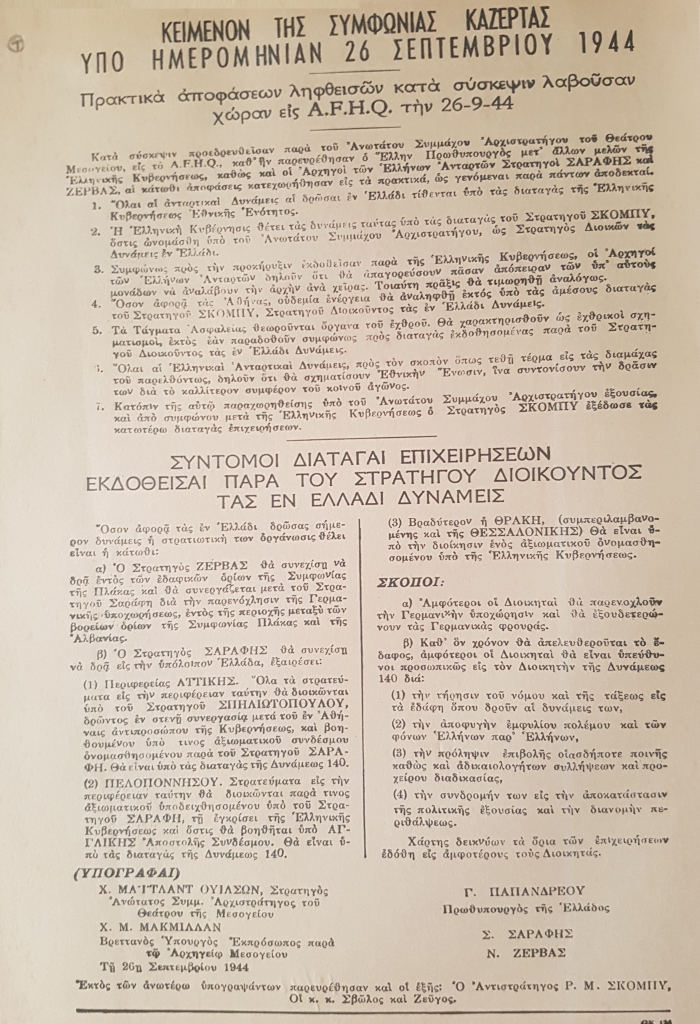 ΚΕΙΜΕΝΟΝ ΤΗΣ ΣΥΜΦΩΝΙΑΣ ΚΑΖΕΡΤΑΣ
ΥΠΟ ΗΜΕΡΟΜΗΝΙΑΝ 26 ΣΕΠΤΕΜΒΡΙΟΥ 1944
Πρακτικὰ ἀποφάσεων ληφθεισῶν κατὰ σύσκεψιν λαβοῦσαν
χώραν εἰς A.F.H.Q. τὴν 26-9-44
Κατὰ σύσκεψιν προεδρευθεῖσαν παρὰ τοῦ Ἀνωτάτου Συμμάχου Ἀρχιστρατήγου τοῦ Θεάτρου
Μεσογείου, εἰς τὸ A.F.H.Q., καθ' ἣν παρευρέθησαν ὁ Ἕλλην Πρωθυπουργὸς μετ' ἄλλων μελῶν τῆς
Ἑλληνικῆς Κυβερνήσεως, καθὼς καὶ οἱ Ἀρχηγοὶ τῶν Ἑλλήνων Ἀνταρτῶν Στρατηγοὶ ΣΑΡΑΦΗΣ καὶ
ΖΕΡΒΑΣ, αἱ κάτωθι ἀποφάσεις κατεχωρήθησαν εἰς τὰ πρακτικά, ὡς γενόμεναι παρὰ πάντων ἀποδεκταί.
1. Ὅλαι αἱ ἀνταρτικαὶ Δυνάμεις αἱ δρῶσαι ἐν Ἑλλάδι τίθενται ὑπὸ τὰς διαταγὰς τῆς Ἑλληνικῆς
Κυβερνήσεως Ἐθνικῆς Ἑνότητος.
2. Ἡ Ἑλληνικὴ Κυβέρνησις θέτει τὰς δυνάμεις ταύτας ὑπὸ τὰς διαταγὰς τοῦ Στρατηγοῦ ΣΚΟΜΠΥ,
ὅστις ὠνομάσθη ὑπὸ τοῦ Ἀνωτάτου Συμμάχου Ἀρχιστρατήγου, ὡς Στρατηγὸς Διοικῶν τὰς
Δυνάμεις ἐν Ἑλλάδι.
3. Συμφώνως πρὸς τὴν προκήρυξιν ἐκδοθεῖσαν παρὰ τῆς Ἑλληνικῆς Κυβερνήσεως, οἱ Ἀρχηγοὶ
τῶν Ἑλλήνων Ἀνταρτῶν δηλοῦν ὅτι θὰ ἀπαγορεύσουν πᾶσαν ἀπόπειραν τῶν ὑπ' αὐτοὺς
μονάδων νὰ ἀναλάβουν τὴν ἀρχὴν ἀνὰ χεῖρας. Τοιαύτη πρᾶξις θὰ τιμωρηθῇ ἀναλόγως.
4. Ὅσον ἀφορᾷ τὰς Ἀθήνας, οὐδεμία ἐνέργεια θὰ ἀναληφθῇ ἐκτὸς ὑπὸ τὰς ἀμέσους διαταγὰς
τοῦ Στρατηγοῦ ΣΚΟΜΠΥ, Στρατηγοῦ Διοικοῦντος τὰς ἐν Ἑλλάδι Δυνάμεις.
5. Τὰ Τάγματα Ἀσφαλείας θεωροῦνται ὄργανα τοῦ ἐχθροῦ. Θὰ χαρακτηρισθοῦν ὡς ἐχθρικοὶ σχη-
ματισμοί, ἐκτὸς ἐὰν παραδοθοῦν συμφώνως πρὸς διαταγὰς ἐκδοθησομένας παρὰ τοῦ Στρατη-
γοῦ Διοικοῦντος τὰς ἐν Ἑλλάδι Δυνάμεις.
Ὅλαι αἱ Ἑλληνικαὶ Ἀνταρτικαὶ Δυνάμεις, πρὸς τὸν σκοπὸν ὅπως τεθῇ τέρμα εἰς τὰς διαμάχας
τοῦ παρελθόντος, δηλοῦν ὅτι θὰ σχηματίσουν Ἐθνικὴν Ἕνωσιν, ἵνα συντονίσουν τὴν δρᾶσιν
των διὰ τὸ καλλίτερον συμφέρον τοῦ κοινοῦ ἀγῶνος.
7. Κατόπιν τῆς αὐτῷ παραχωρηθείσης ὑπὸ τοῦ Ἀνωτάτου Συμμάχου Ἀρχιστρατήγου ἐξουσίας,
καὶ ἀπὸ συμφώνου μετὰ τῆς Ἑλληνικῆς Κυβερνήσεως ὁ Στρατηγὸς ΣΚΟΜΠΥ ἐξέδωσε τὰς
κατωτέρω διαταγὰς ἐπιχειρήσεων.
ΣΥΝΤΟΜΟΙ ΔΙΑΤΑΓΑΙ ΕΠΙΧΕΙΡΗΣΕΩΝ
ΕΚΔΟΘΕΙΣΑΙ ΠΑΡΑ ΤΟΥ ΣΤΡΑΤΗΓΟΥ ΔΙΟΙΚΟΥΝΤΟΣ
ΤΑΣ ΕΝ ΕΛΛΑΔΙ ΔΥΝΑΜΕΙΣ
Ὅσον ἀφορᾷ τὰς ἐν Ἑλλάδι δρώσας σήμε-
ρον δυνάμεις ἡ στρατιωτική των ὀργάνωσις θέλει
εἶναι ἡ κάτωθι:
α) Ὁ Στρατηγὸς ΖΕΡΒΑΣ θὰ συνεχίσῃ νὰ
δρᾷ ἐντὸς τῶν ἐδαφικῶν ὁρίων τῆς Συμφωνίας
τῆς Πλάκας καὶ θὰ συνεργάζεται μετὰ τοῦ Στρα-
τηγοῦ Σαράφη διὰ τὴν παρενόχλησιν τῆς Γερμα-
νικῆς ὑποχωρήσεως, ἐντὸς τῆς περιοχῆς μεταξὺ τῶν
βορείων ὁρίων τῆς Συμφωνίας Πλάκας καὶ τῆς
Ἀλβανίας.
β) Ὁ Στρατηγὸς ΣΑΡΑΦΗΣ θὰ συνεχίσῃ
νὰ δρᾷ εἰς τὴν ὑπόλοιπον Ἑλλάδα, ἐξαιρέσει:
(1) Περιφερείας ΑΤΤΙΚΗΣ. Ὅλα τὰ στρατεύ-
ματα εἰς τὴν περιφέρειαν ταύτην θὰ διοικῶνται
ὑπὸ τοῦ Στρατηγοῦ ΣΠΗΛΙΩΤΟΠΟΥΛΟΥ,
δρῶντος ἐν στενῇ συνεργασίᾳ μετὰ τοῦ ἐν Ἀθή-
ναις ἀντιπροσώπου τῆς Κυβερνήσεως, καὶ βοη-
θουμένου ὑπό τινος ἀξιωματικοῦ συνδέσμου
ὀνομασθησομένου παρὰ τοῦ Στρατηγοῦ ΣΑΡΑ-
ΦΗ. Θὰ εἶναι ὑπὸ τὰς διαταγὰς τῆς Δυνάμεως 140.
(2) ΠΕΛΟΠΟΝΝΗΣΟΥ. Στρατεύματα εἰς τὴν
περιφέρειαν ταύτην θὰ διοικῶνται παρά τινος
ἀξιωματικοῦ ὑποδειχθησομένου ὑπὸ τοῦ Στρα-
τηγοῦ ΣΑΡΑΦΗ, τῇ ἐγκρίσει τῆς Ἑλληνικῆς
Κυβερνήσεως καὶ ὅστις θὰ βοηθῆται ὑπὸ ΑΓ-
ΓΛΙΚΗΣ Ἀποστολῆς Συνδέσμου. Θὰ εἶναι ὑ-
πὸ τὰς διαταγὰς τῆς Δυνάμεως 140.
(3) Βραδύτερον ἡ ΘΡΑΚΗ, (συμπεριλαμβανο-
μένης καὶ τῆς ΘΕΣΣΑΛΟΝΙΚΗΣ) Θὰ εἶναι ὑ-
πὸ τὴν διοίκησιν ἑνὸς ἀξιωματικοῦ ὀνομασθη-
σομένου ὑπὸ τῆς Ἑλληνικῆς Κυβερνήσεως.
ΣΚΟΠΟΙ:
α) Ἀμφότεροι οἱ Διοικηταὶ θὰ παρενοχλοῦν
τὴν Γερμανικὴν ὑποχώρησιν καὶ θὰ ἐξουδετερώ-
νουν τὰς Γερμανικὰς φρουράς.
β) Καθ' ὃν χρόνον θὰ ἀπελευθεροῦται τὸ ἔ-
δαφος, ἀμφότεροι οἱ Διοικηταὶ θὰ εἶναι ὑπεύθυ-
νοι προσωπικῶς εἰς τὸν Διοικητὴν τῆς Δυνάμεως
140 διά:
(1) τὴν τήρησιν τοῦ νόμου καὶ τῆς τάξεως εἰς
τὰ ἐδάφη ὅπου δροῦν αἱ δυνάμεις των,
(2) τὴν ἀποφυγὴν ἐμφυλίου πολέμου καὶ τῶν
φόνων Ἑλλήνων παρ' Ἑλλήνων,
(3) τὴν πρόληψιν ἐπιβολῆς οἱασδήποτε ποινῆς
καθὼς καὶ ἀδικαιολογήτων συλλήψεων καὶ προ-
χείρου διαδικασίας,
(4) τὴν συνδρομήν των εἰς τὴν ἀποκατάστασιν
τῆς πολιτικῆς ἐξουσίας καὶ τὴν διανομὴν πε-
ριθάλψεως.
Χάρτης δεικνύων τὰ ὅρια τῶν ἐπιχειρήσεων
ἐδόθη εἰς ἀμφοτέρους τοὺς Διοικητάς.
(ΥΠΟΓΡΑΦΑΙ)
Χ. ΜΑΙΤΛΑΝΤ ΟΥΙΛΣΩΝ, Στρατηγὸς
Ἀνώτατος Συμμ. Ἀρχιστράτηγος τοῦ
Θεάτρου τῆς Μεσογείου
Χ. Μ. ΜΑΚΜΙΛΛΑΝ
Βρεττανὸς Ὑπουργὸς Ἐκπρόσωπος παρὰ
τῷ Ἀρχηγείῳ Μεσογείου
Τῇ 26ῃ Σεπτεμβρίου 1944
Γ. ΠΑΠΑΝΔΡΕΟΥ
Πρωθυπουργὸς τῆς Ἑλλάδος
Σ. ΣΑΡΑΦΗΣ
Ν. ΖΕΡΒΑΣ
Ἐκτὸς τῶν ἀνωτέρω ὑπογραψάντων παρευρέθησαν καὶ οἱ ἑξῆς: Ὁ Ἀντιστράτηγος Ρ. Μ. ΣΚΟΜΠΥ,
Οἱ κ. κ. Σβῶλος καὶ Ζεῦγος.